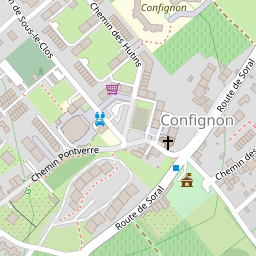 Confignon
Chemin des Hutins
n de Sous-le-Clos
Route de Soral
Confignon
Chemin Pontverre
Chemin des
Route de Soral